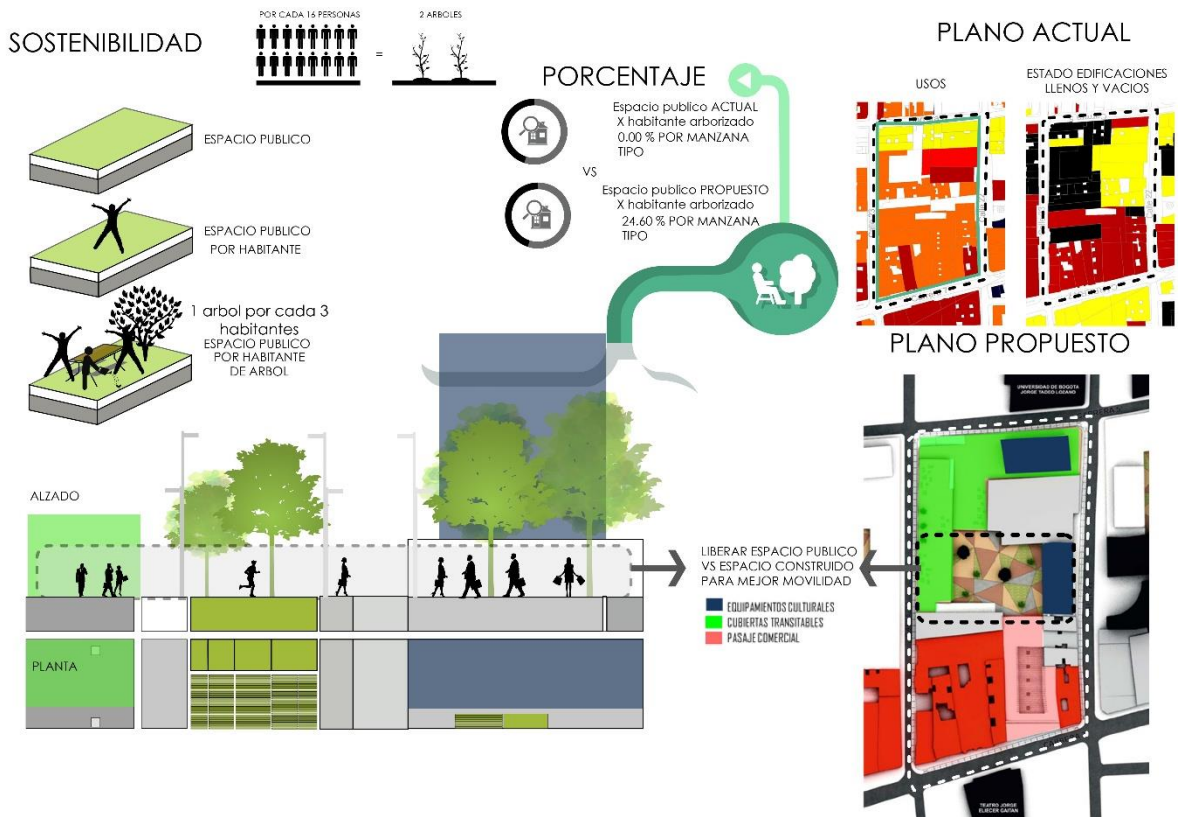 SOSTENIBILIDAD
POR CADA 16 PERSONAS
=
2 ARBOLES
ESPACIO PUBLICO
ESPACIO PUBLICO
POR HABITANTE
1 arbol por cada 3
habitantes
ESPACIO PUBLICO
POR HABITANTE
DE ARBOL
PORCENTAJE
Espacio publico ACTUAL
X habitante arborizado
0.00 % POR MANZANA
TIPO
VS
Espacio publico PROPUESTO
X habitante arborizado
24.60 % POR MANZANA
TIPO
PLANO ACTUAL
USOS
ESTADO EDIFICACIONES
LLENOS Y VACIOS
PLANO PROPUESTO
UNIVERSIDAD DE BOGOTA
JORGE TADEO LOZANO
TEATRO JORGE
ELIECER GAITAN
ALZADO
PLANTA
LIBERAR ESPACIO PUBLICO
VS ESPACIO CONSTRUIDO
PARA MEJOR MOVILIDAD
EQUIPAMIENTOS CULTURALES
CUBIERTAS TRANSITABLES
PASAJE COMERCIAL